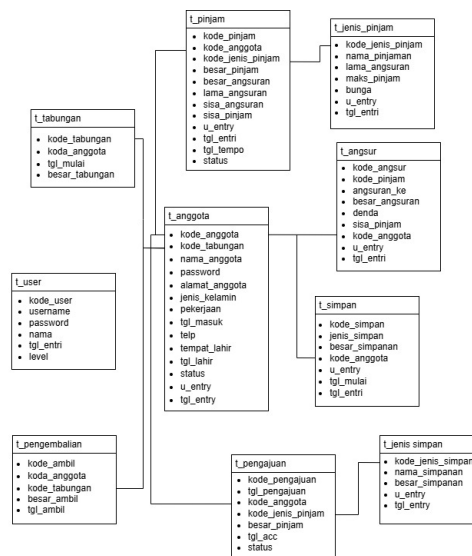 t_pinjam
kode_pinjam
kode_anggota
kode_jenis_pinjam
besar_pinjam
besar_angsuran
lama_angsuran
sisa_angsuran
sisa_pinjam
u_entry
tgl_entri
tgl_tempo
status
t_jenis_pinjam
kode_jenis_pinjam
nama_pinjaman
lama_angsuran
maks_pinjam
bunga
u_entry
tgl_entri
t_tabungan
kode_tabungan
koda_anggota
tgl_mulai
besar_tabungan
t_angsur
kode_angsur
kode_pinjam
angsuran_ke
besar_angsuran
denda
sisa_pinjam
kode_anggota
u_entry
tgl_entri
t_anggota
kode_anggota
kode_tabungan
nama_anggota
password
alamat_anggota
jenis_kelamin
pekerjaan
tgl_masuk
telp
tempat_lahir
tgl_lahir
status
u_entry
tgl_entry
t_user
kode_user
username
password
nama
tgl_entri
level
t_simpan
kode_simpan
jenis_simpan
besar_simpanan
kode_anggota
u_entry
tgl_mulai
tgl_entri
t_pengembalian
kode_ambil
koda_anggota
kode_tabungan
besar_ambil
tgl_ambil
t_pengajuan
kode_pengajuan
tgl_pengajuan
kode_anggota
kode_jenis_pinjam
besar_pinjam
tgl_acc
status
t_jenis simpan
kode_jenis_simpan
nama_simpanan
besar_simpanan
u_entry
tgl_entry